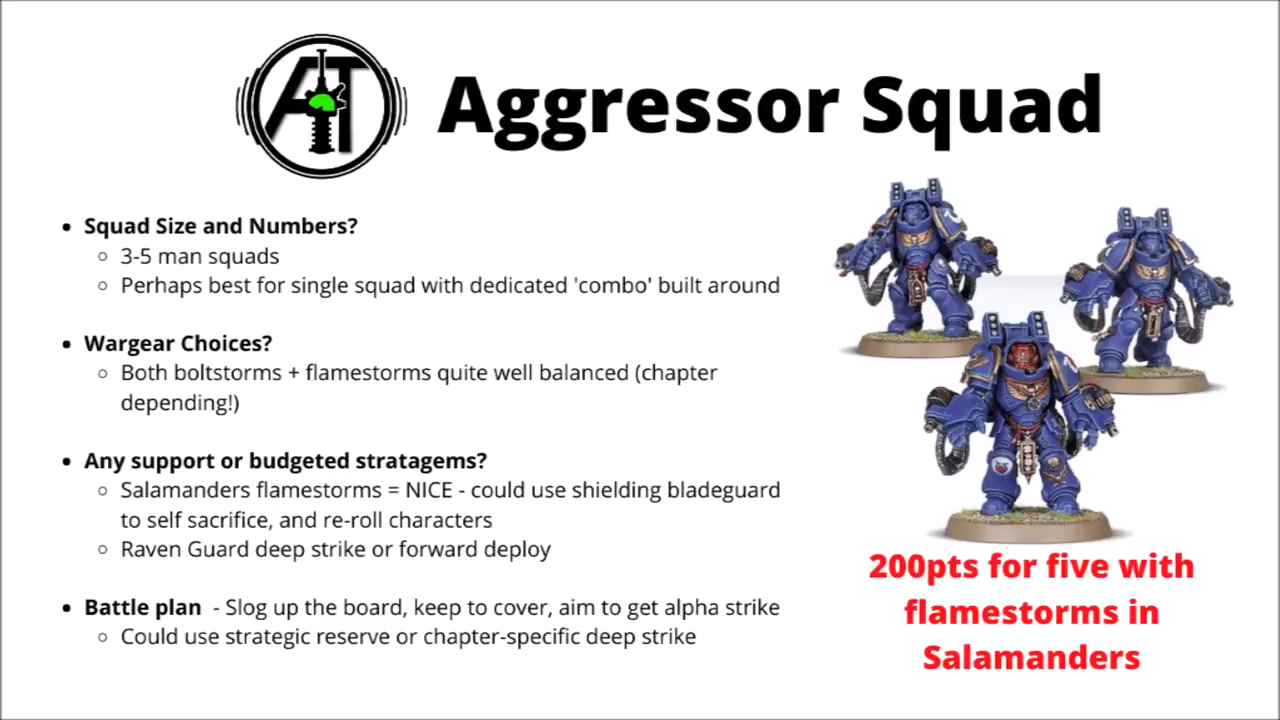 AT
Aggressor Squad
• Squad Size and Numbers?
○ 3-5 man squads
○ Perhaps best for single squad with dedicated 'combo' built around
• Wargear Choices?
○ Both boltstorms + flamestorms quite well balanced (chapter
depending!)
• Any support or budgeted stratagems?
○ Salamanders flamestorms = NICE - could use shielding bladeguard
to self sacrifice, and re-roll characters
○ Raven Guard deep strike or forward deploy
• Battle plan - Slog up the board, keep to cover, aim to get alpha strike
○ Could use strategic reserve or chapter-specific deep strike
200pts for five with
flamestorms in
Salamanders